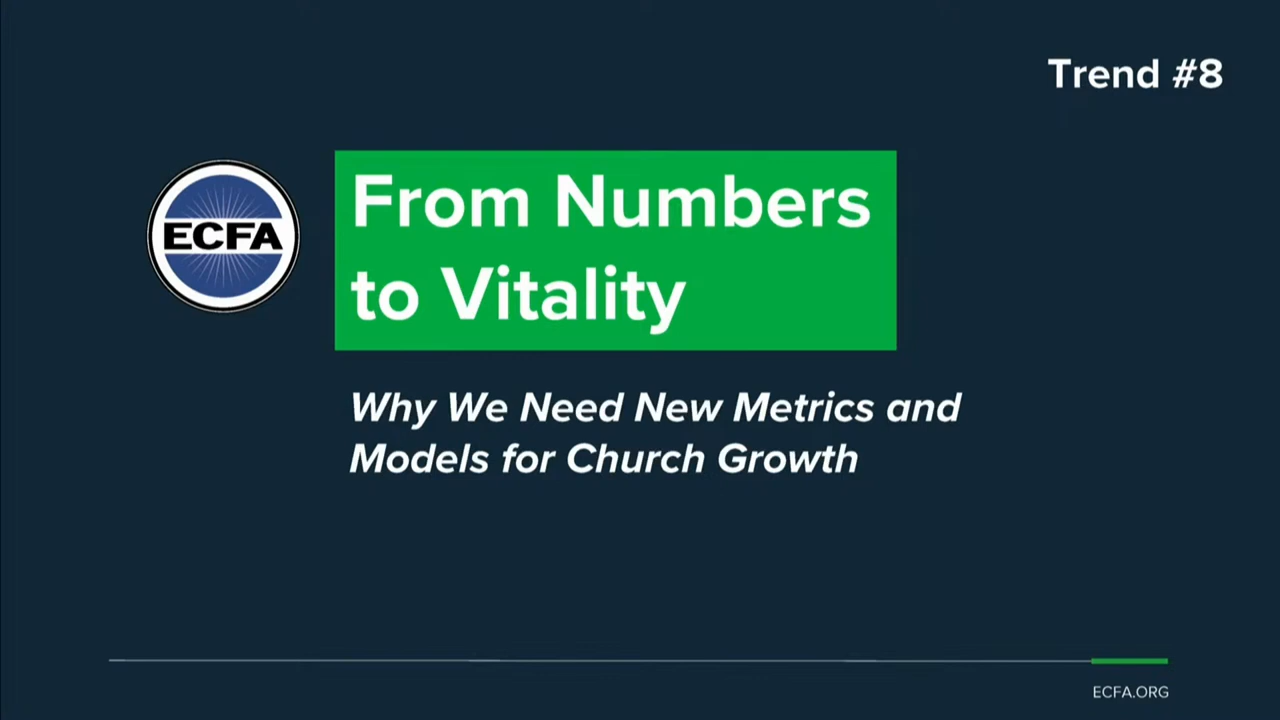 Trend #8
ECFA
From Numbers
to Vitality
Why We Need New Metrics and
Models for Church Growth
ECFA.ORG